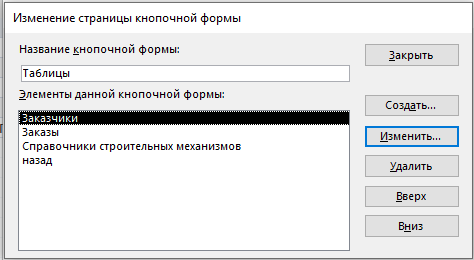 Изменение страницы кнопочной формы
Название кнопочной формы:
Закрыть
Таблицы
Элементы данной кнопочной формы:
Заказчики
Создать...
Заказы
Изменить...
Справочники строительных механизмов
назад
Удалить
Вверх
Вниз